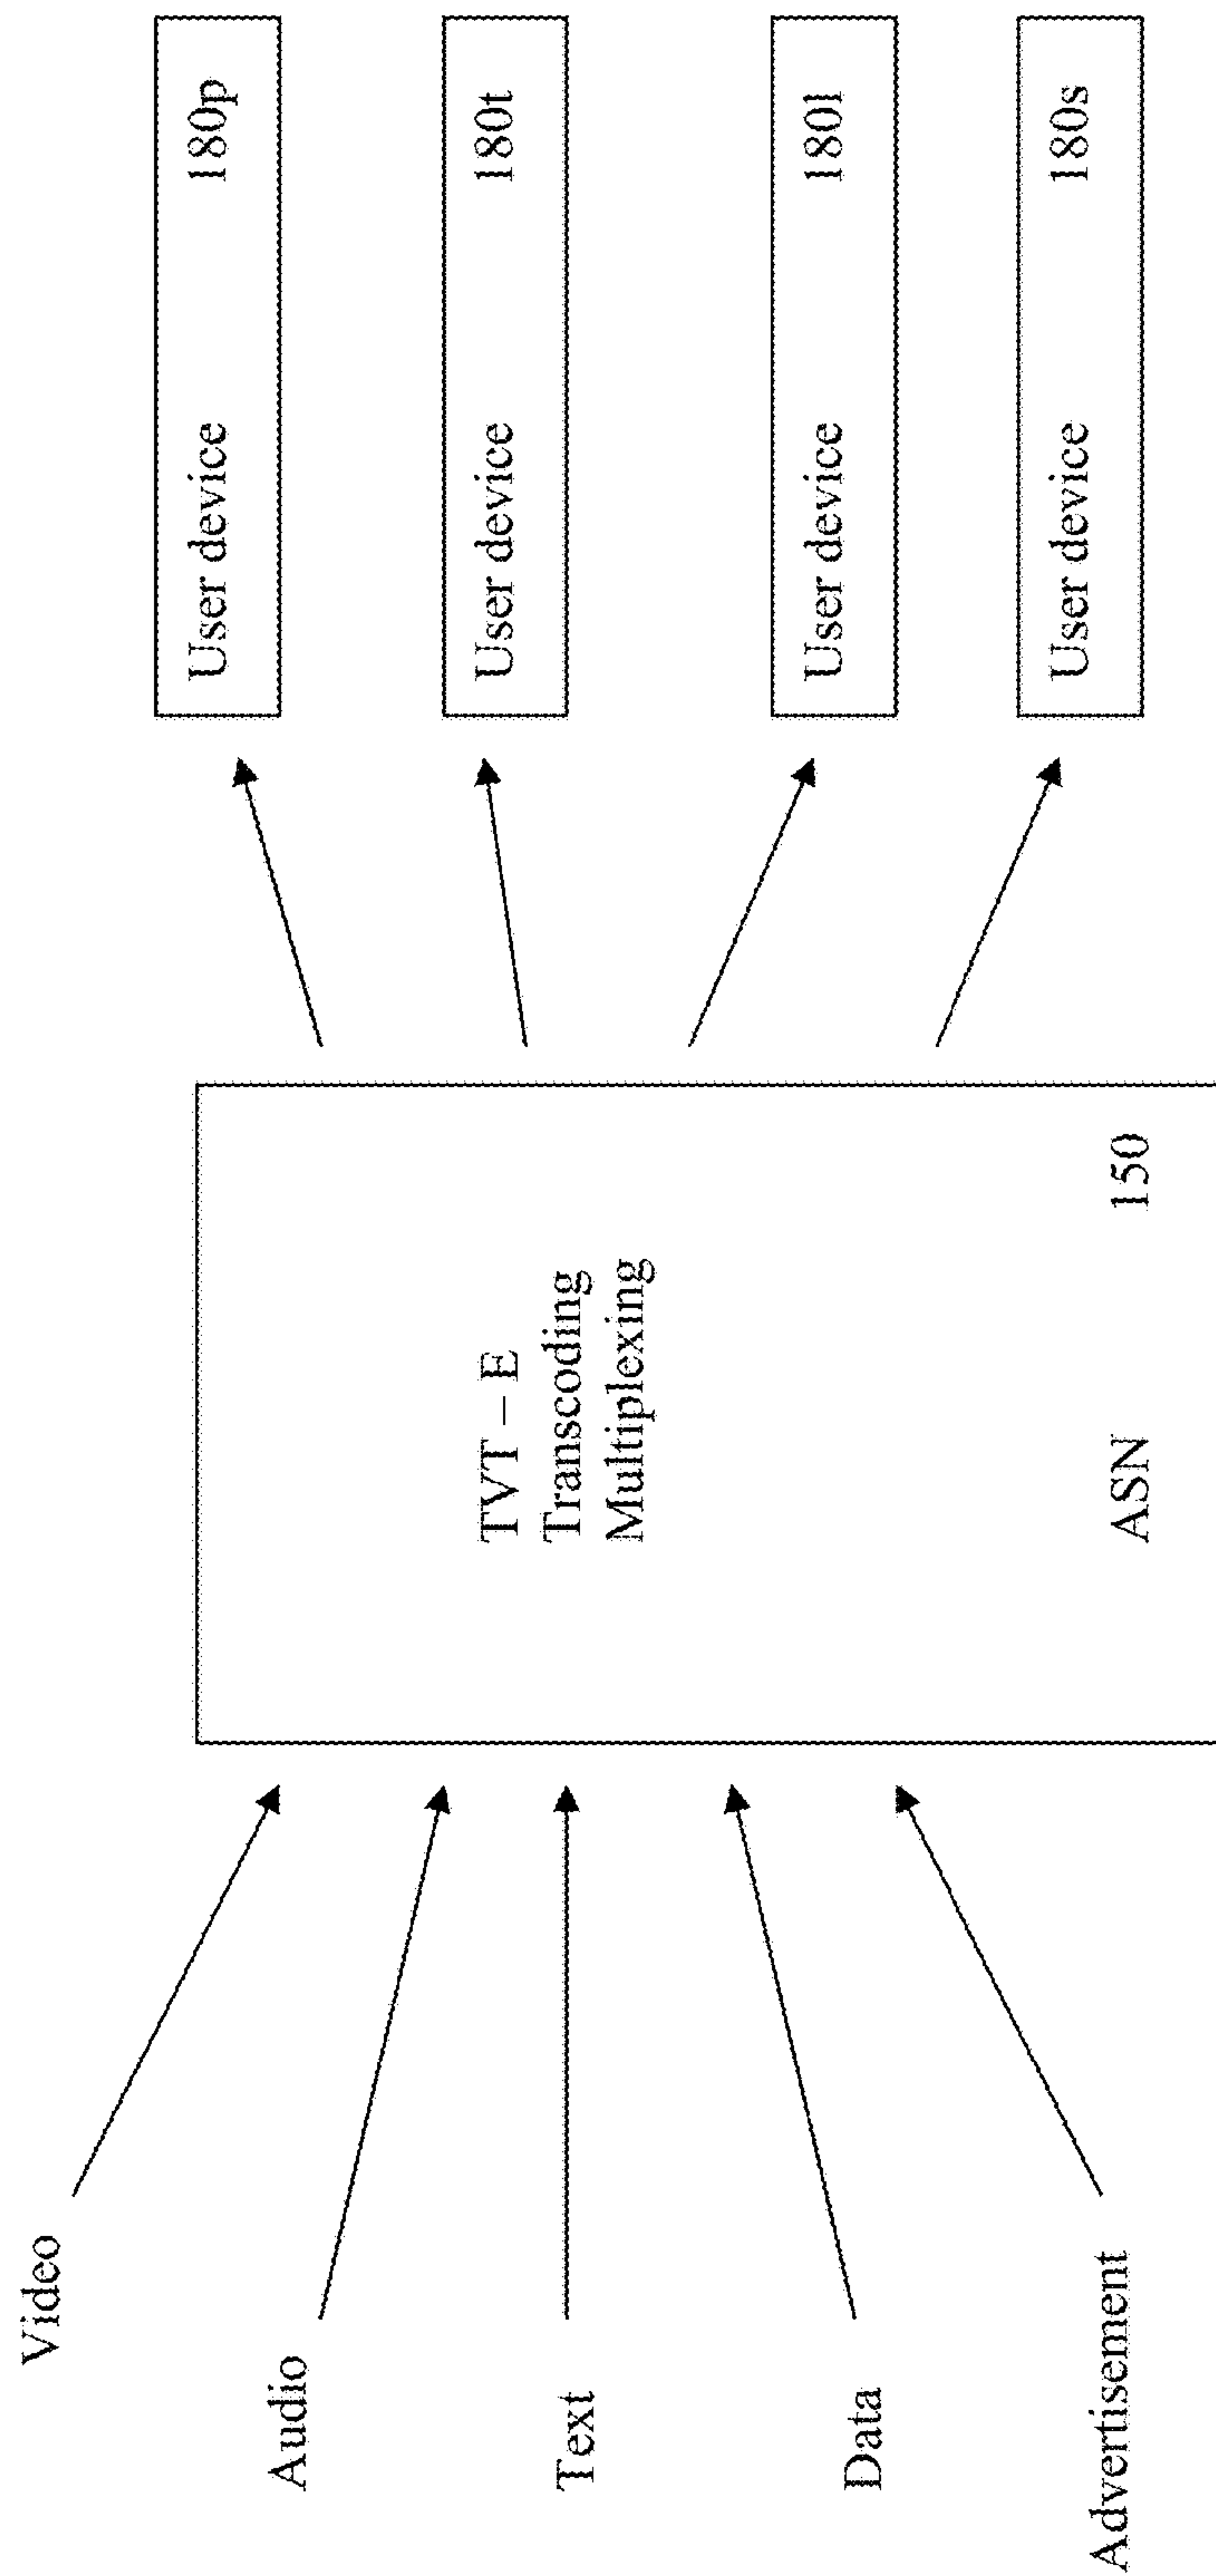 Video
Audio
Text
Data
Advertisement
TVT – E
Transcoding
Multiplexing
ASN 150
User device 180p
User device 180t
User device 180l
User device 180s